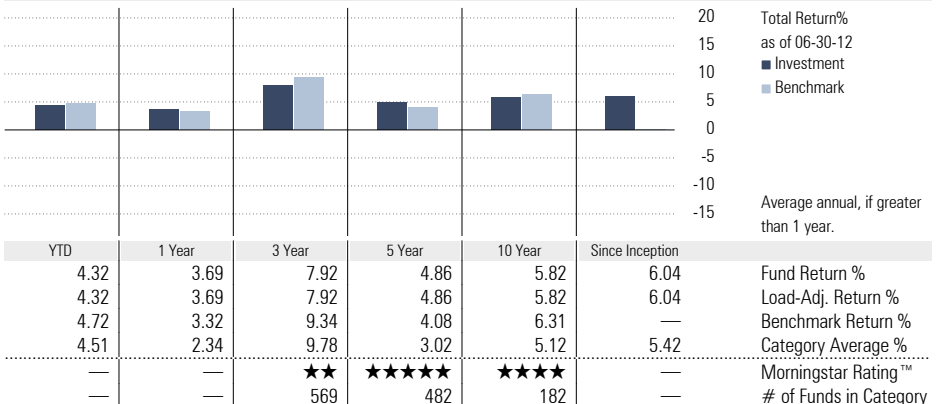 20 Total Return%
15 as of 06-30-12
10 Investment
Benchmark
5
0
-5
-10 Average annual, if greater
-15 than 1 year.
YTD 1 Year 3 Year 5 Year 10 Year Since Inception
4.32 3.69 7.92 4.86 5.82 6.04 Fund Return %
4.32 3.69 7.92 4.86 5.82 6.04 Load-Adj. Return %
4.72 3.32 9.34 4.08 6.31 — Benchmark Return %
4.51 2.34 9.78 3.02 5.12 5.42 Category Average %
— — ★★ ★★★★★ ★★★★ — Morningstar Rating™
— — 569 482 182 — # of Funds in Category